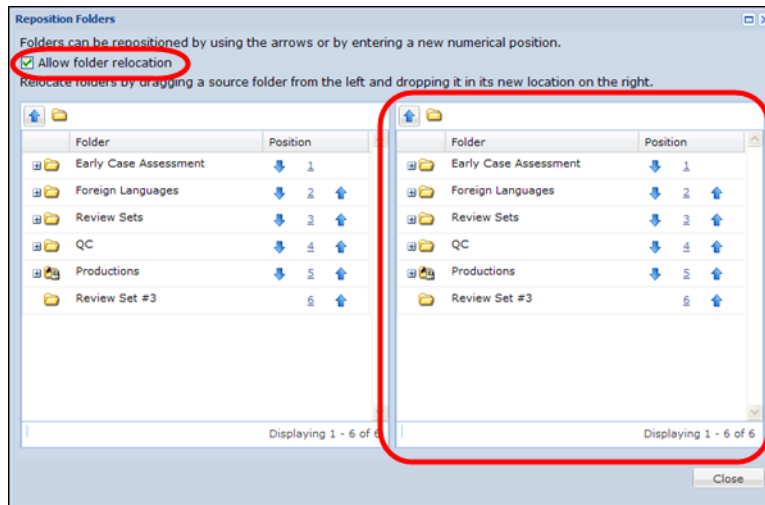 Reposition Folders
Folders can be repositioned by using the arrows or by entering a new numerical position.
Allow folder relocation
Relocate folders by dragging a source folder from the left and dropping it in its new location on the right.
Folder Position
Early Case Assessment 1
Foreign Languages 2
Review Sets 3
QC 4
Productions 5
Review Set #3 6
Displaying 1 - 6 of 6
Folder Position
Early Case Assessment 1
Foreign Languages 2
Review Sets 3
QC 4
Productions 5
Review Set #3 6
Displaying 1 - 6 of 6
Close